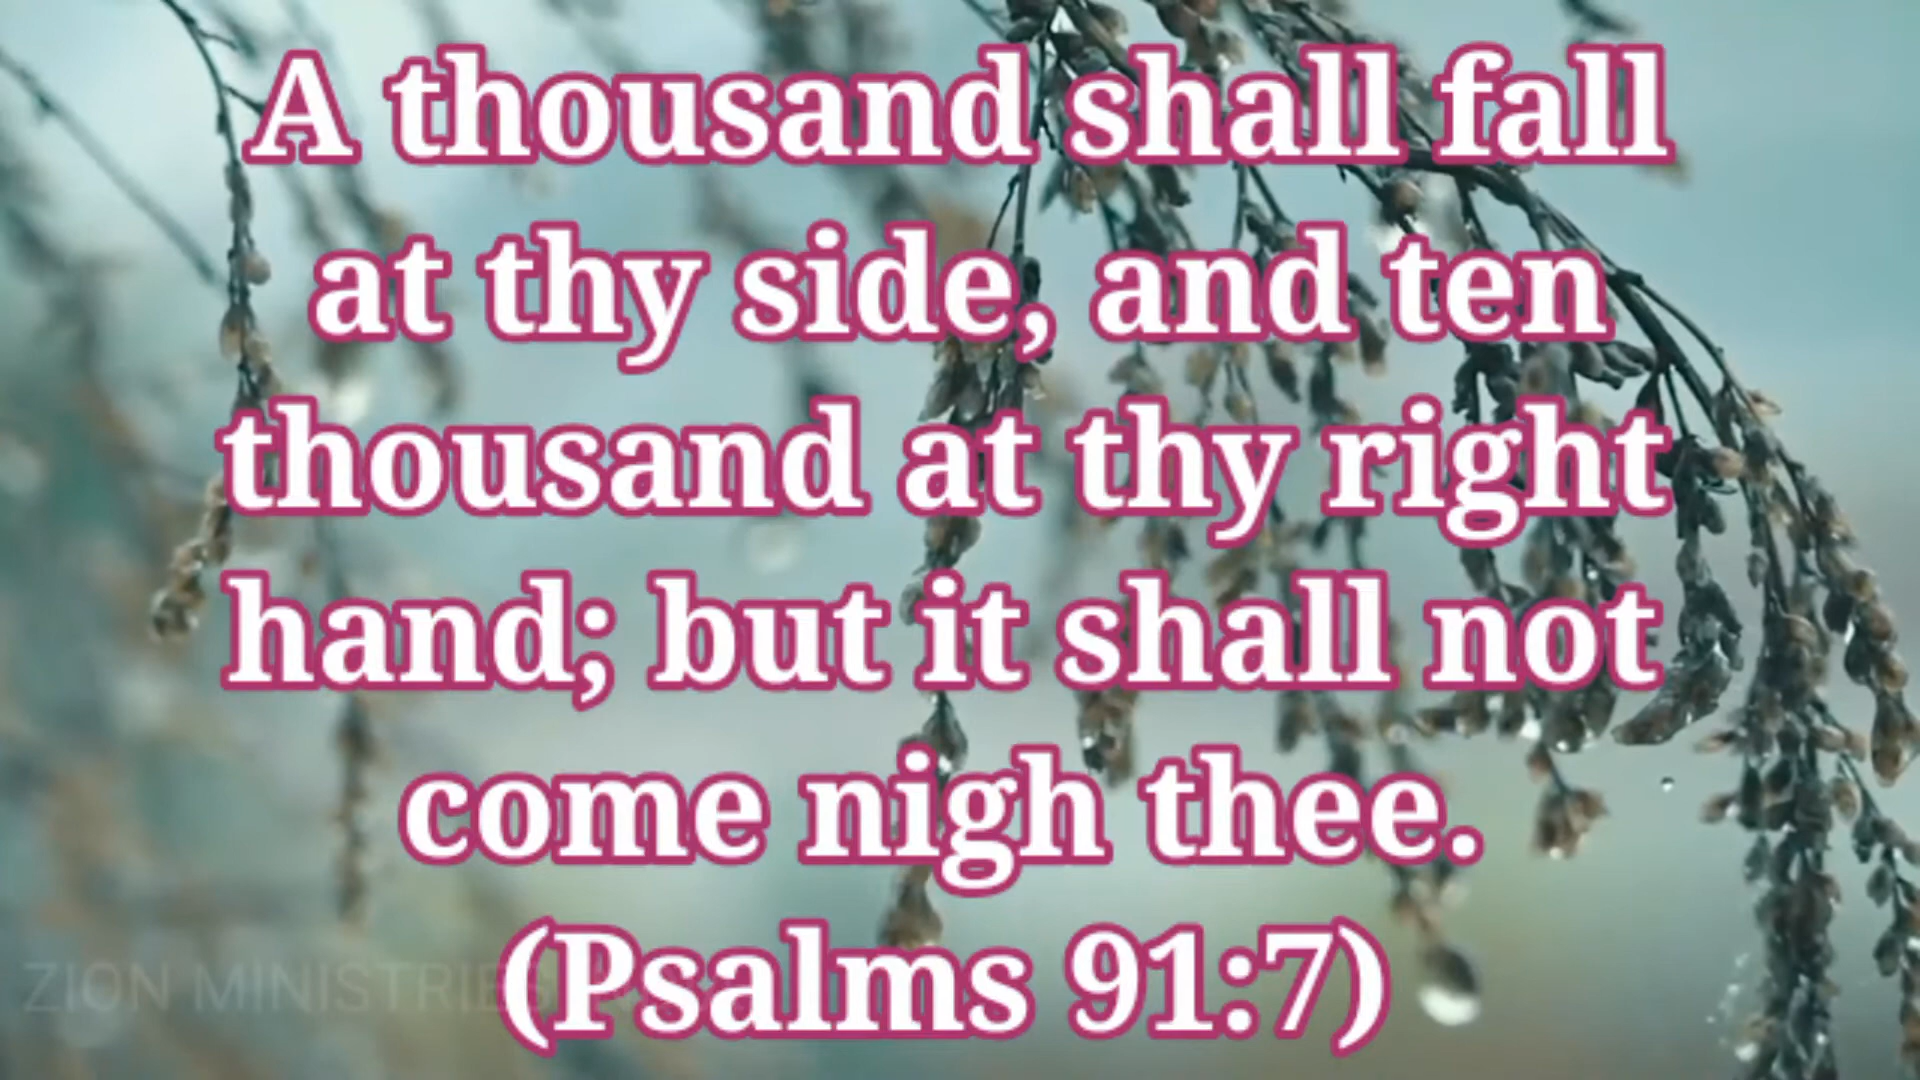 A thousand shall fall
at thy side, and ten
thousand at thy right
hand; but it shall not
come nigh thee.
(Psalms 91:7)
ZION MINISTRIES